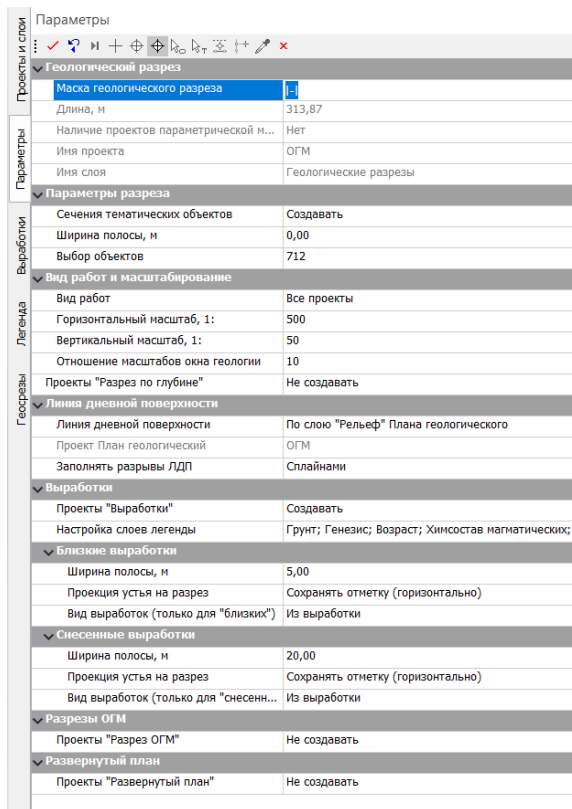 Параметры
Проекты и слои
Параметры
Выработки
Легенда
Геосрезы
Геологический разрез
Маска геологического разреза |-|
Длина, м 313,87
Наличие проектов параметрической м... Нет
Имя проекта ОГМ
Имя слоя Геологические разрезы
Параметры разреза
Сечения тематических объектов Создавать
Ширина полосы, м 0,00
Выбор объектов 712
Вид работ и масштабирование
Вид работ Все проекты
Горизонтальный масштаб, 1: 500
Вертикальный масштаб, 1: 50
Отношение масштабов окна геологии 10
Проекты "Разрез по глубине" Не создавать
Линия дневной поверхности
Линия дневной поверхности По слою "Рельеф" Плана геологического
Проект План геологический ОГМ
Заполнять разрывы ЛДП Сплайнами
Выработки
Проекты "Выработки" Создавать
Настройка слоев легенды Грунт; Генезис; Возраст; Химсостав магматических;
Близкие выработки
Ширина полосы, м 5,00
Проекция устья на разрез Сохранять отметку (горизонтально)
Вид выработок (только для "близких") Из выработки
Снесенные выработки
Ширина полосы, м 20,00
Проекция устья на разрез Сохранять отметку (горизонтально)
Вид выработок (только для "снесенн... Из выработки
Разрезы ОГМ
Проекты "Разрез ОГМ" Не создавать
Развернутый план
Проекты "Развернутый план" Не создавать